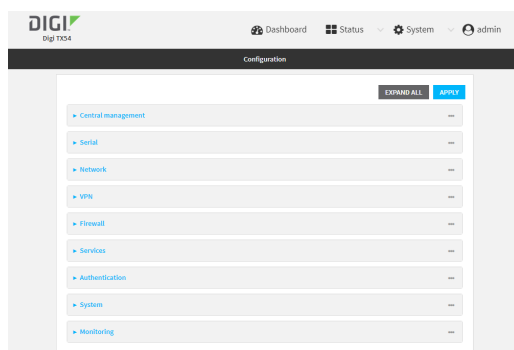 DIGI
Digi TX54
Dashboard Status System admin
Configuration
EXPAND ALL APPLY
Central management
Serial
Network
VPN
Firewall
Services
Authentication
System
Monitoring